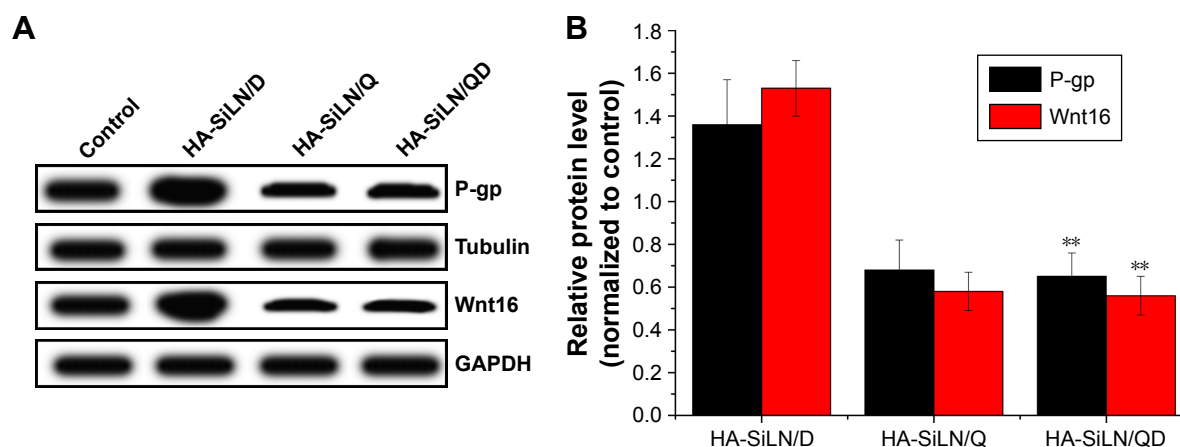 A
Control
HA-SiLN/D
HA-SiLN/Q
HA-SiLN/QD
P-gp
Tubulin
Wnt16
GAPDH
B
Relative protein level
(normalized to control)
1.8
1.6
1.4
1.2
1.0
0.8
0.6
0.4
0.2
0.0
P-gp
Wnt16
**
**
HA-SiLN/D
HA-SiLN/Q
HA-SiLN/QD